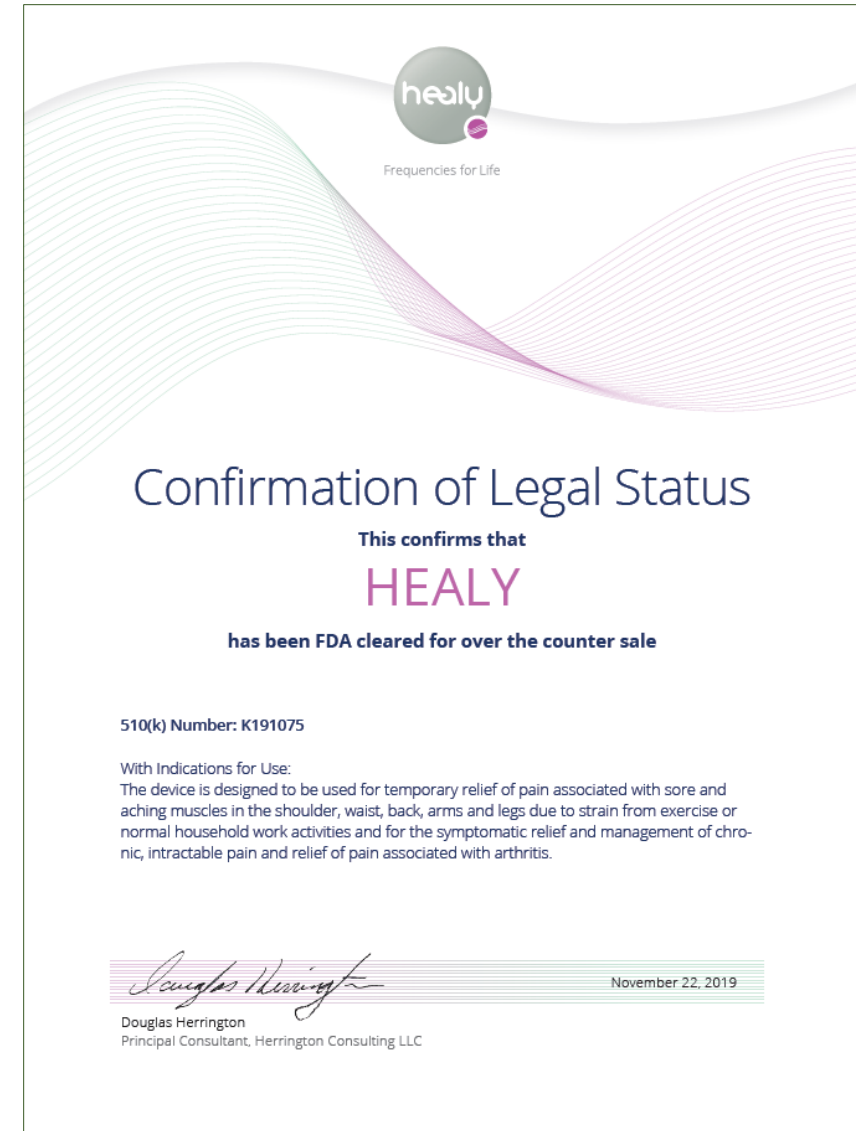 healy
Frequencies for Life
Confirmation of Legal Status
This confirms that
HEALY
has been FDA cleared for over the counter sale
510(k) Number: K191075
With Indications for Use:
The device is designed to be used for temporary relief of pain associated with sore and
aching muscles in the shoulder, waist, back, arms and legs due to strain from exercise or
normal household work activities and for the symptomatic relief and management of chro-
nic, intractable pain and relief of pain associated with arthritis.
Douglas Herrington
November 22, 2019
Douglas Herrington
Principal Consultant, Herrington Consulting LLC